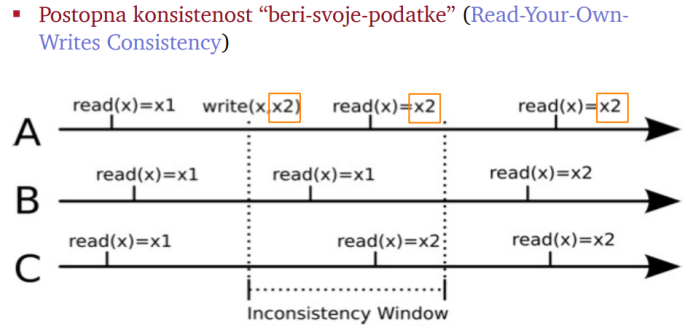 ▪ Postopna konsistenost “beri-svoje-podatke” (Read-Your-Own-
Writes Consistency)
read(x)=x1 write(x,x2) read(x)=x2 read(x)=x2
A
read(x)=x1 read(x)=x1 read(x)=x2
B
read(x)=x1 read(x)=x2 read(x)=x2
C
Inconsistency Window